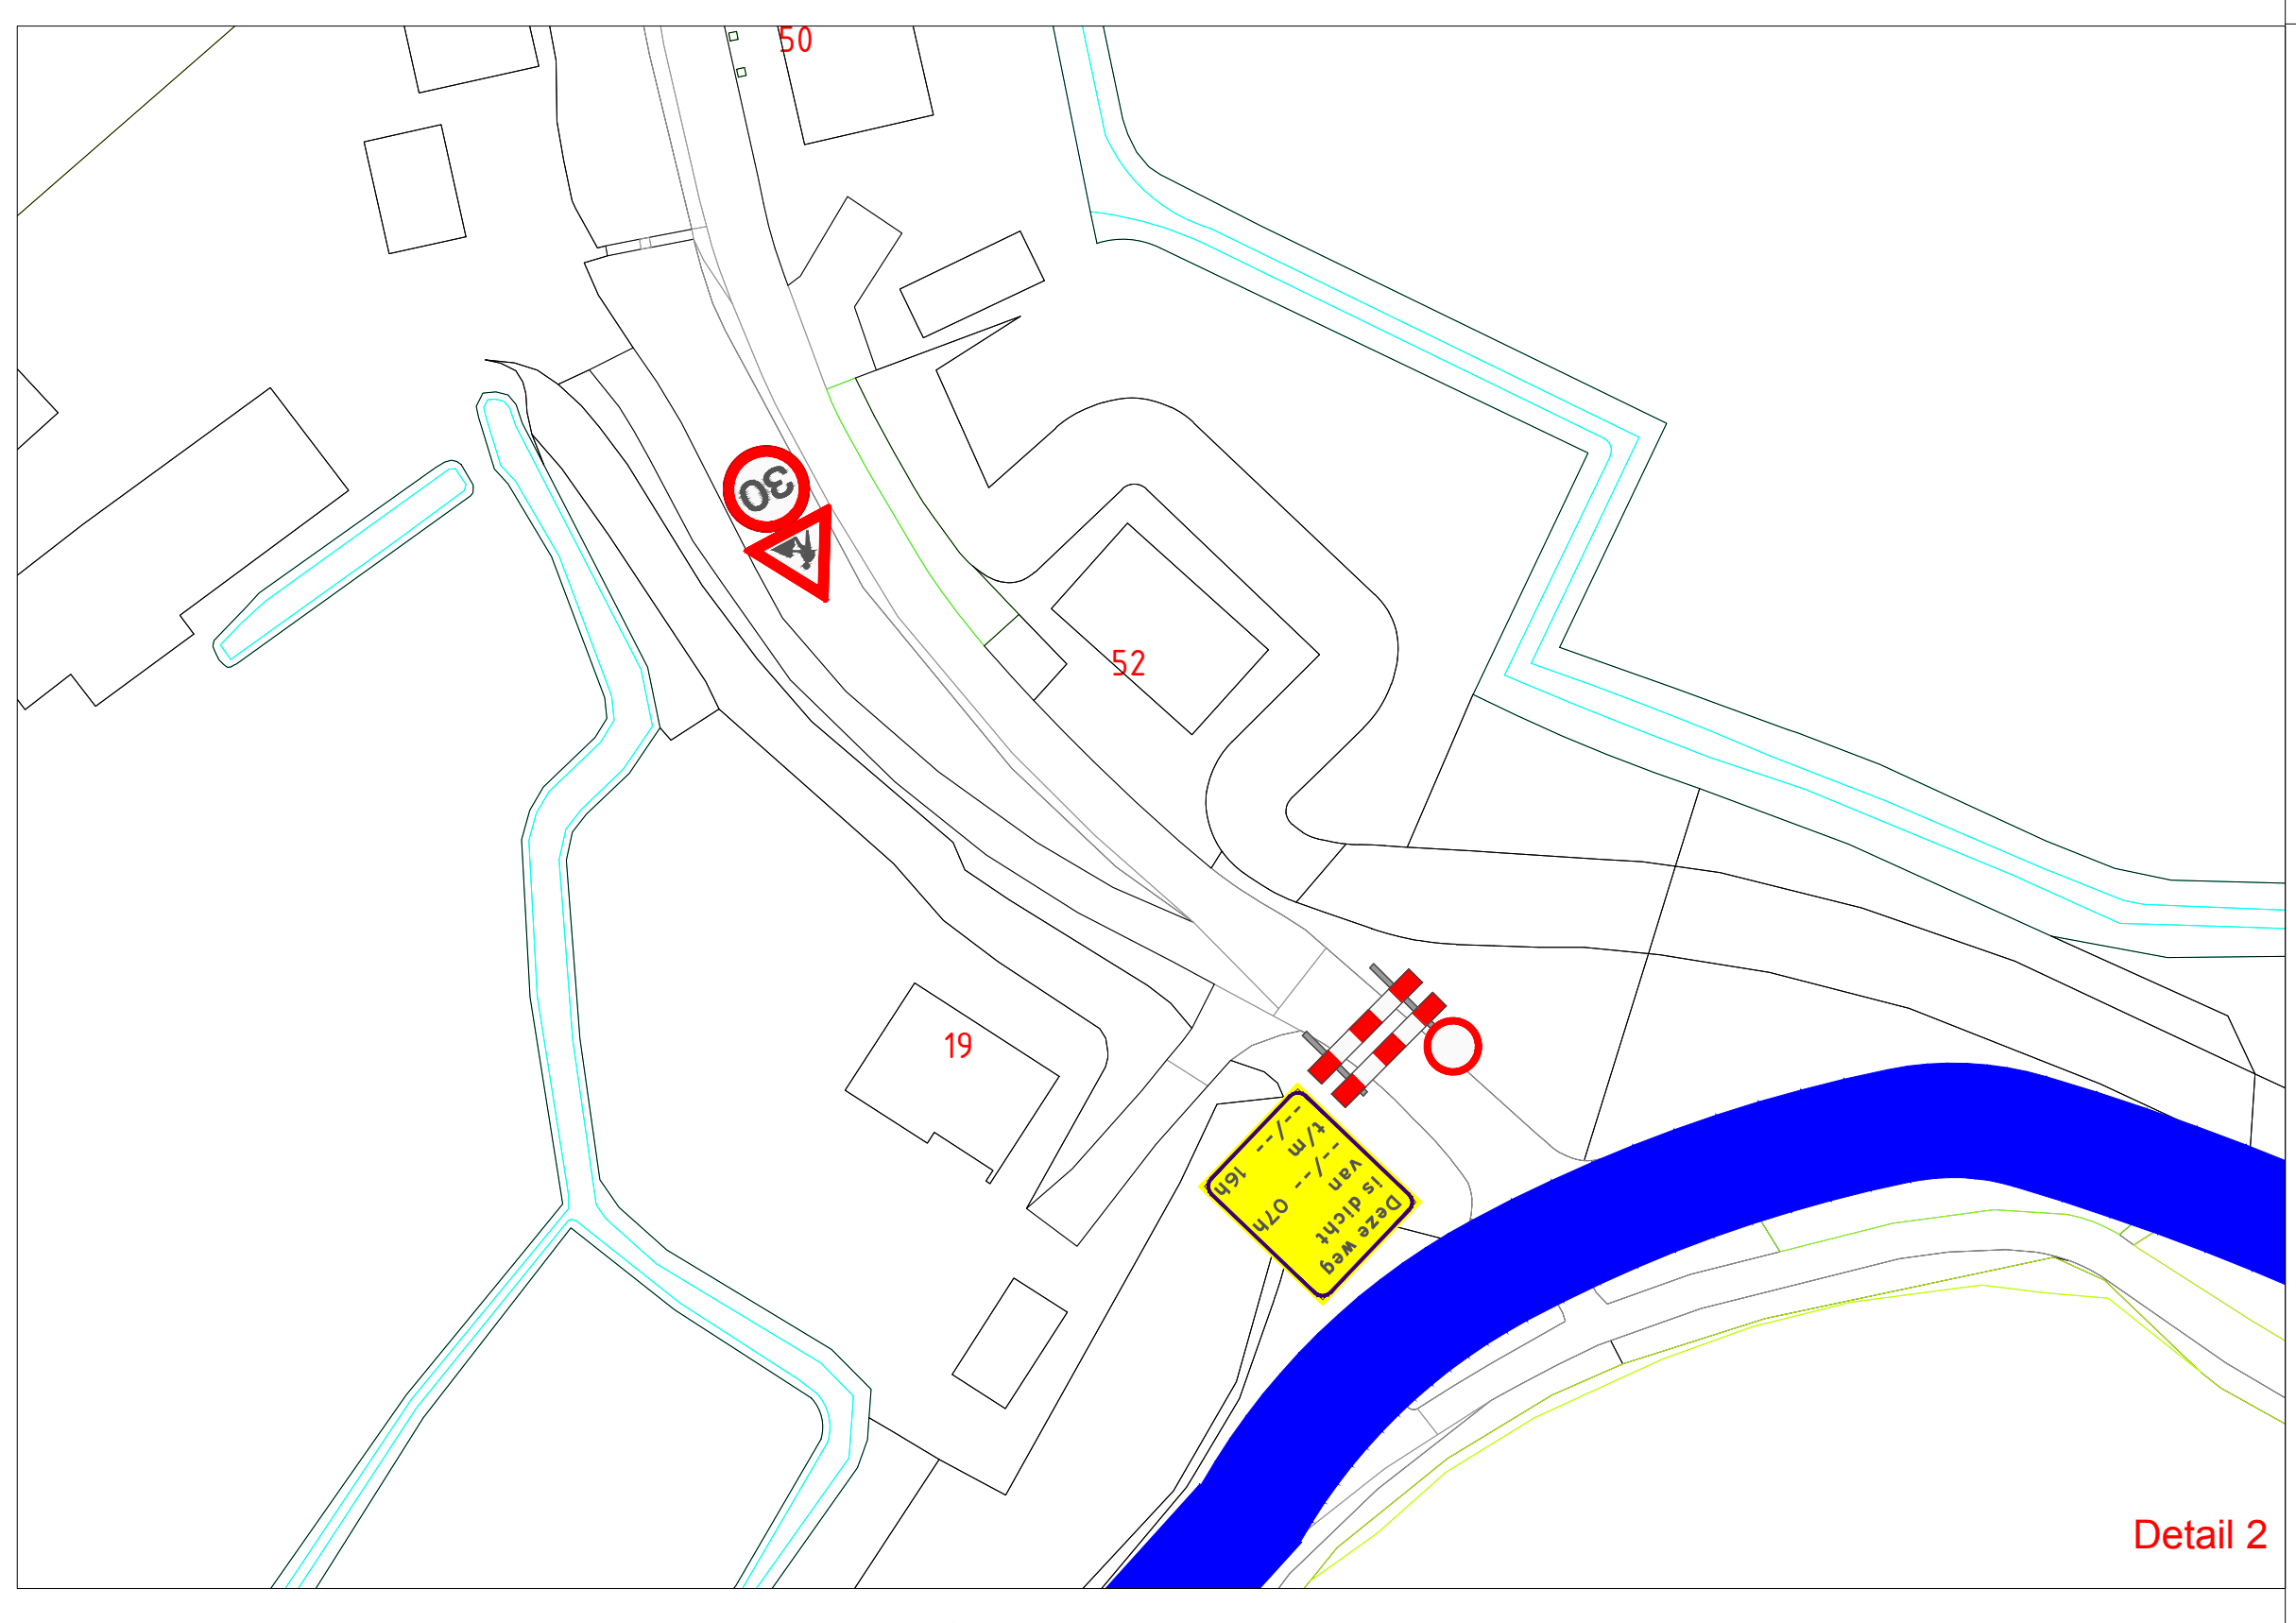 50
30
52
19
Deze weg
is dicht
van
--/-- 07h
t/m
--/-- 16h
Detail 2